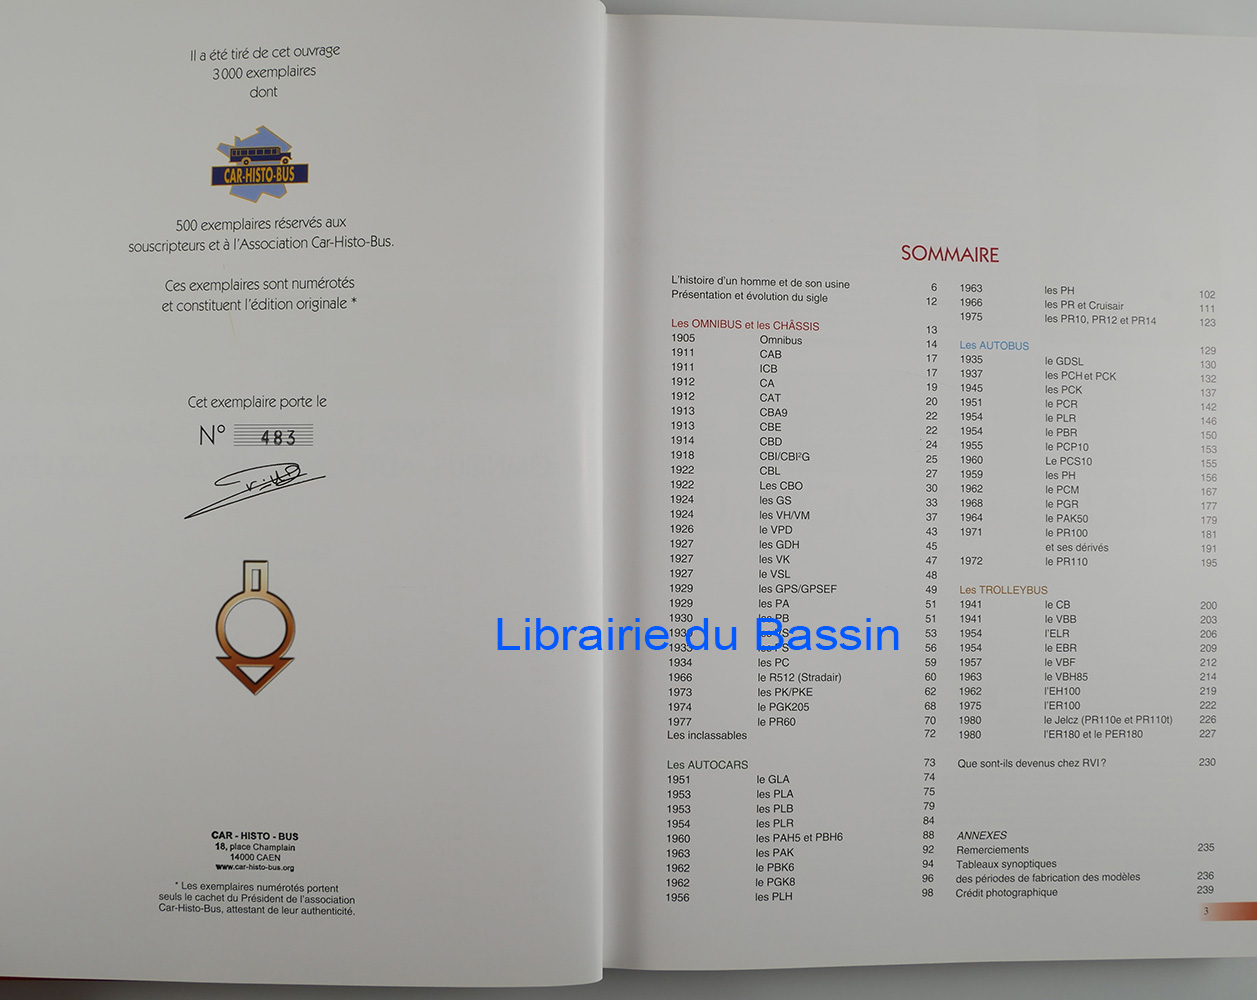 Il a été tiré de cet ouvrage
3000 exemplaires
dont
CAR-HISTO-BUS
500 exemplaires réservés aux
souscripteurs et à l'Association Car-Histo-Bus.
Ces exemplaires sont numérotés
et constituent l'édition originale *
Cet exemplaire porte le
N° 483
CAR - HISTO - BUS
18, place Champlain
14000 CAEN
www.car-histo-bus.org
* Les exemplaires numérotés portent
seuls le cachet du Président de l'association
Car-Histo-Bus, attestant de leur authenticité.
SOMMAIRE
L'histoire d'un homme et de son usine 6
Présentation et évolution du sigle 12
Les OMNIBUS et les CHÂSSIS 13
1905 Omnibus 14
1911 CAB 17
1911 ICB 17
1912 CA 19
1912 CAT 20
1913 CBA9 22
1913 CBE 22
1914 CBD 24
1918 CBI/CBI²G 25
1922 CBL 27
1922 Les CBO 30
1924 les GS 33
1924 les VH/VM 37
1926 le VPD 43
1927 les GDH 45
1927 les VK 47
1927 le VSL 48
1929 les GPS/GPSEF 49
1929 les PA 51
1930 PB 51
53
56
1934 les PC 59
1966 le R512 (Stradair) 60
1973 les PK/PKE 62
1974 le PGK205 68
1977 le PR60 70
Les inclassables 72
Les AUTOCARS 73
1951 le GLA 74
1953 les PLA 75
1953 les PLB 79
1954 les PLR 84
1960 les PAH5 et PBH6 88
1963 les PAK 92
1962 le PBK6 94
1962 le PGK8 96
1956 les PLH 98
1963 les PH 102
1966 les PR et Cruisair 111
1975 les PR10, PR12 et PR14 123
Les AUTOBUS 129
1935 le GDSL 130
1937 les PCH et PCK 132
1945 les PCK 137
1951 le PCR 142
1954 le PLR 146
1954 le PBR 150
1955 le PCP10 153
1960 Le PCS10 155
1959 les PH 156
1962 le PCM 167
1968 le PGR 177
1964 le PAK50 179
1971 le PR100 181
et ses dérivés 191
1972 le PR110 195
Les TROLLEYBUS
1941 le CB 200
1941 le VBB 203
1954 l'ELR 206
1954 le EBR 209
1957 le VBF 212
1963 le VBH85 214
1962 l'EH100 219
1975 l'ER100 222
1980 le Jelcz (PR110e et PR110t) 226
1980 l'ER180 et le PER180 227
Que sont-ils devenus chez RVI ? 230
ANNEXES
Remerciements 235
Tableaux synoptiques
des périodes de fabrication des modèles 236
Crédit photographique 239
3
Librairie du Bassin